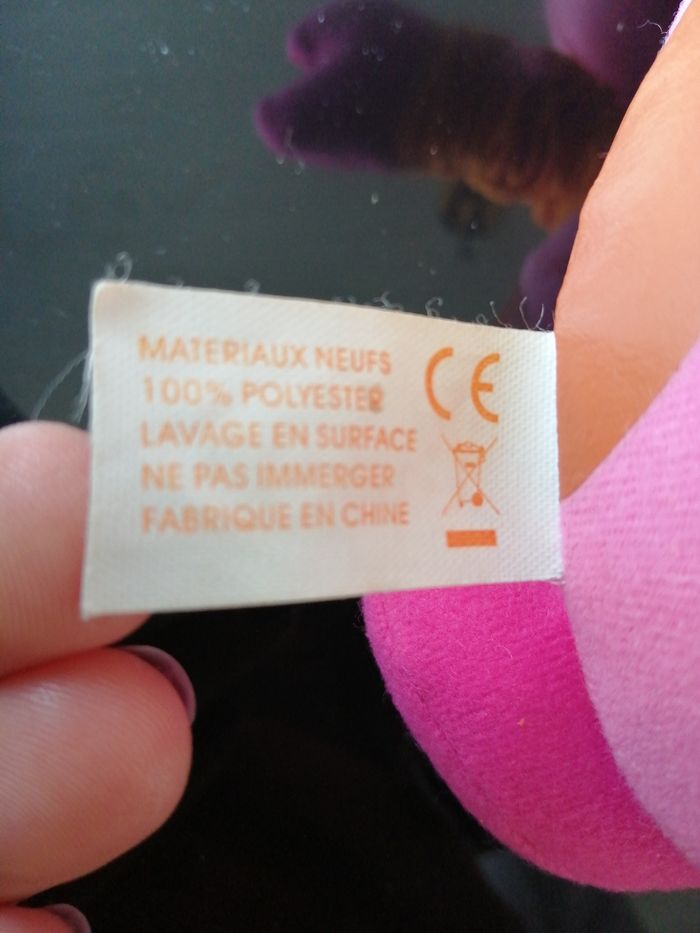 MATERIAUX NEUFS
100% POLYESTER
LAVAGE EN SURFACE
NE PAS IMMERGER
FABRIQUE EN CHINE
CE